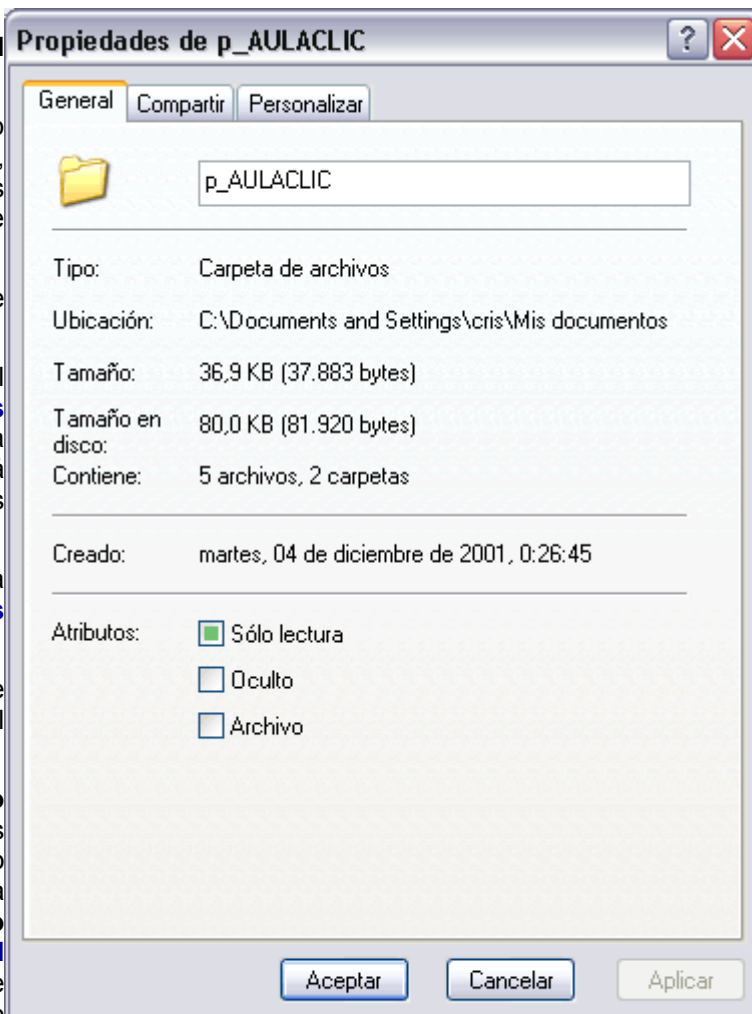 Propiedades de p_AULACLIC
General Compartir Personalizar
p_AULACLIC
Tipo: Carpeta de archivos
Ubicación: C:\Documents and Settings\cris\Mis documentos
Tamaño: 36,9 KB (37.883 bytes)
Tamaño en disco: 80,0 KB (81.920 bytes)
Contiene: 5 archivos, 2 carpetas
Creado: martes, 04 de diciembre de 2001, 0:26:45
Atributos: Sólo lectura
Oculto
Archivo
Aceptar Cancelar Aplicar